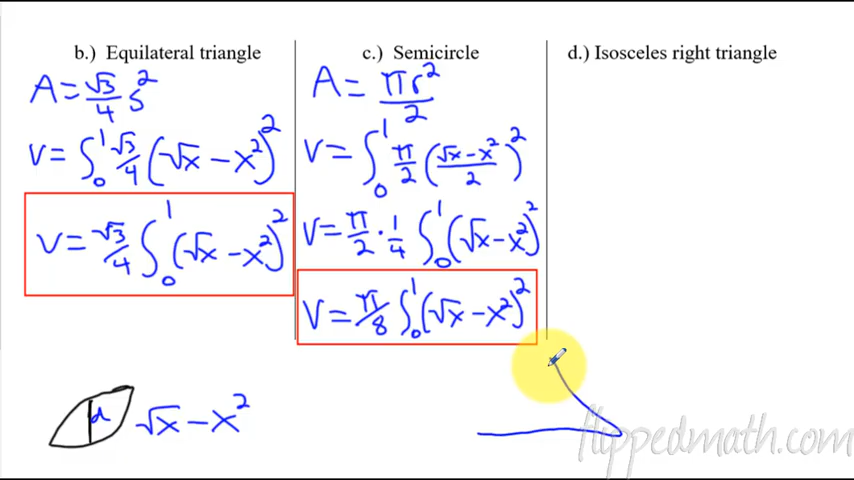 b.) Equilateral triangle
A = √3/4 s²
V = ∫₀¹ √3/4 (√x − x²)²
V = √3/4 ∫₀¹ (√x − x²)²
c.) Semicircle
A = πr²/2
V = ∫₀¹ π/2 ((√x − x²)/2)²
V = π/2 · 1/4 ∫₀¹ (√x − x²)²
V = π/8 ∫₀¹ (√x − x²)²
d.) Isosceles right triangle
d √x − x²
flippedmath.com